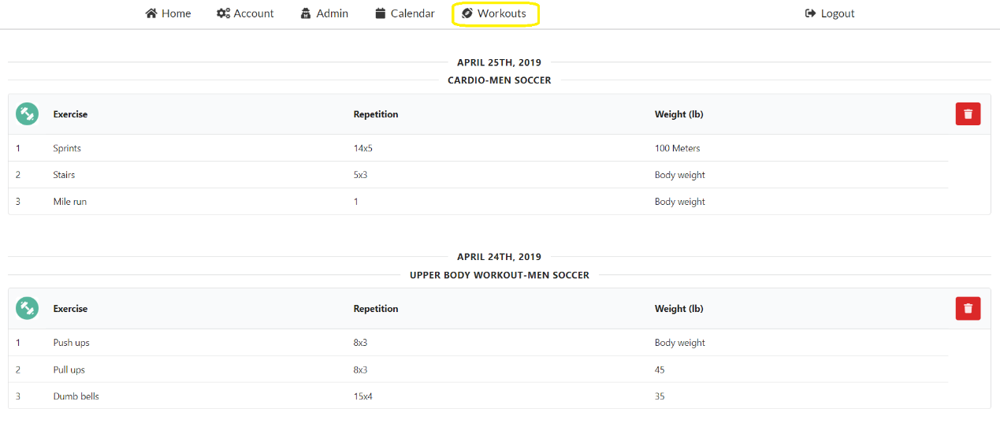 Home Account Admin Calendar Workouts Logout
APRIL 25TH, 2019
CARDIO-MEN SOCCER
Exercise Repetition Weight (lb)
1 Sprints 14x5 100 Meters
2 Stairs 5x3 Body weight
3 Mile run 1 Body weight
APRIL 24TH, 2019
UPPER BODY WORKOUT-MEN SOCCER
Exercise Repetition Weight (lb)
1 Push ups 8x3 Body weight
2 Pull ups 8x3 45
3 Dumb bells 15x4 35